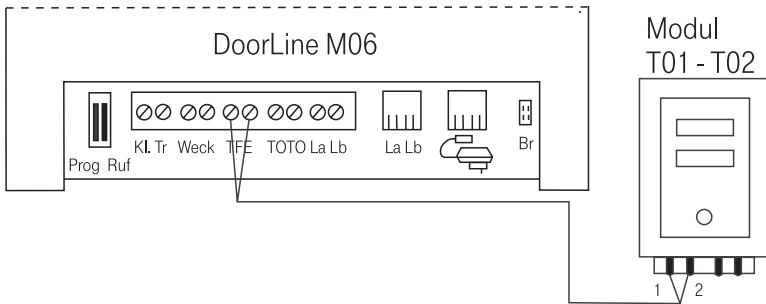 DoorLine M06
Modul
T01 - T02
Kl. Tr Weck TFE TOTO La Lb La Lb Br
Prog Ruf
1 2